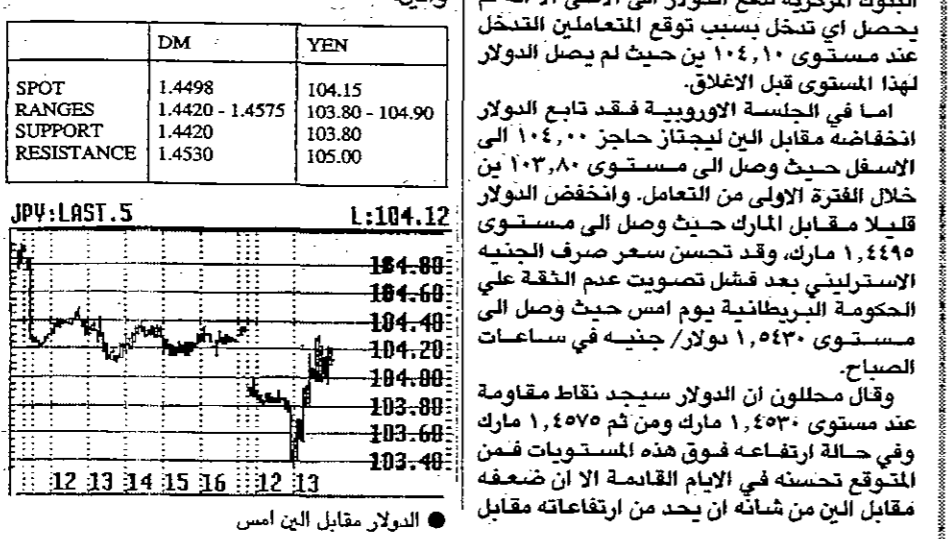 البنوك المركزية لدفع الدولار الى الاعلى الا انه لم
يحصل اي تدخل بسبب توقع المتعاملين التدخل
عند مستوى ١٠٤,١٠ ين حيث لم يصل الدولار
لهذا المستوى قبل الاغلاق.
اما في الجلسة الاوروبية فقد تابع الدولار
انخفاضه مقابل الين ليجتاز حاجز ١٠٤,٠٠ الى
الاسفل حيث وصل الى مستوى ١٠٣,٨٠ ين
خلال الفترة الاولى من التعامل. وانخفض الدولار
قليلا مقابل المارك حيث وصل الى مستوى
١,٤٤٩٥ مارك، وقد تحسن سعر صرف الجنيه
الاسترليني بعد فشل تصويت عدم الثقة علي
الحكومة البريطانية يوم امس حيث وصل الى
مستوى ١,٥٤٣٠ دولار/ جنيه في ساعات
الصباح.
وقال محللون ان الدولار سيجد نقاط مقاومة
عند مستوى ١,٤٥٣٠ مارك ومن ثم ١,٤٥٧٥ مارك
وفي حالة ارتفاعه فوق هذه المستويات فمن
المتوقع تحسنه في الايام القادمة الا ان ضعفه
مقابل الين من شانه ان يحد من ارتفاعاته مقابل
DM YEN
SPOT 1.4498 104.15
RANGES 1.4420 - 1.4575 103.80 - 104.90
SUPPORT 1.4420 103.80
RESISTANCE 1.4530 105.00
JPY:LAST.5 L:104.12
104.80
104.60
104.40
104.20
104.00
103.80
103.60
103.40
12 13 14 15 16 12 13
● الدولار مقابل الين امس